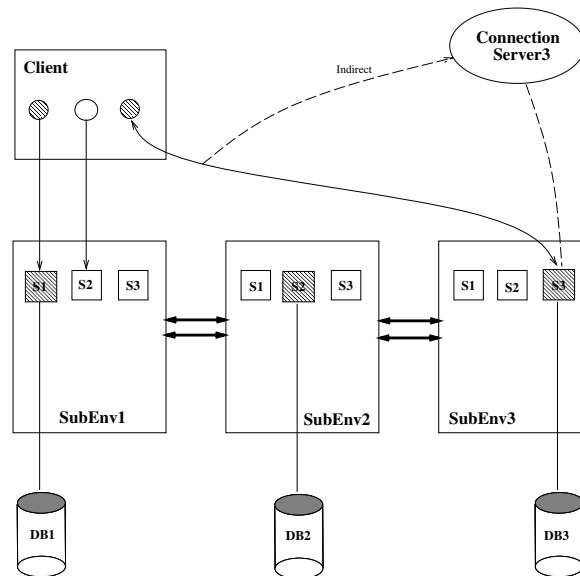 Connection
Server3
Indirect
Client
S1 S2 S3
S1 S2 S3
S1 S2 S3
SubEnv1
SubEnv2
SubEnv3
DB1
DB2
DB3